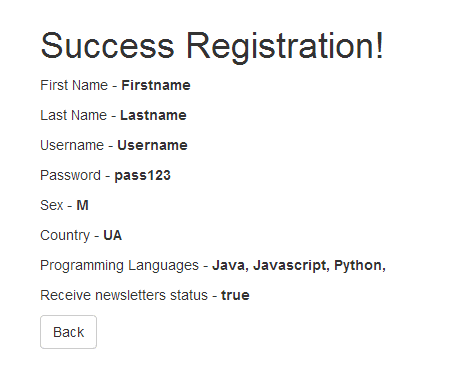 Success Registration!
First Name - Firstname
Last Name - Lastname
Username - Username
Password - pass123
Sex - M
Country - UA
Programming Languages - Java, Javascript, Python,
Receive newsletters status - true
Back